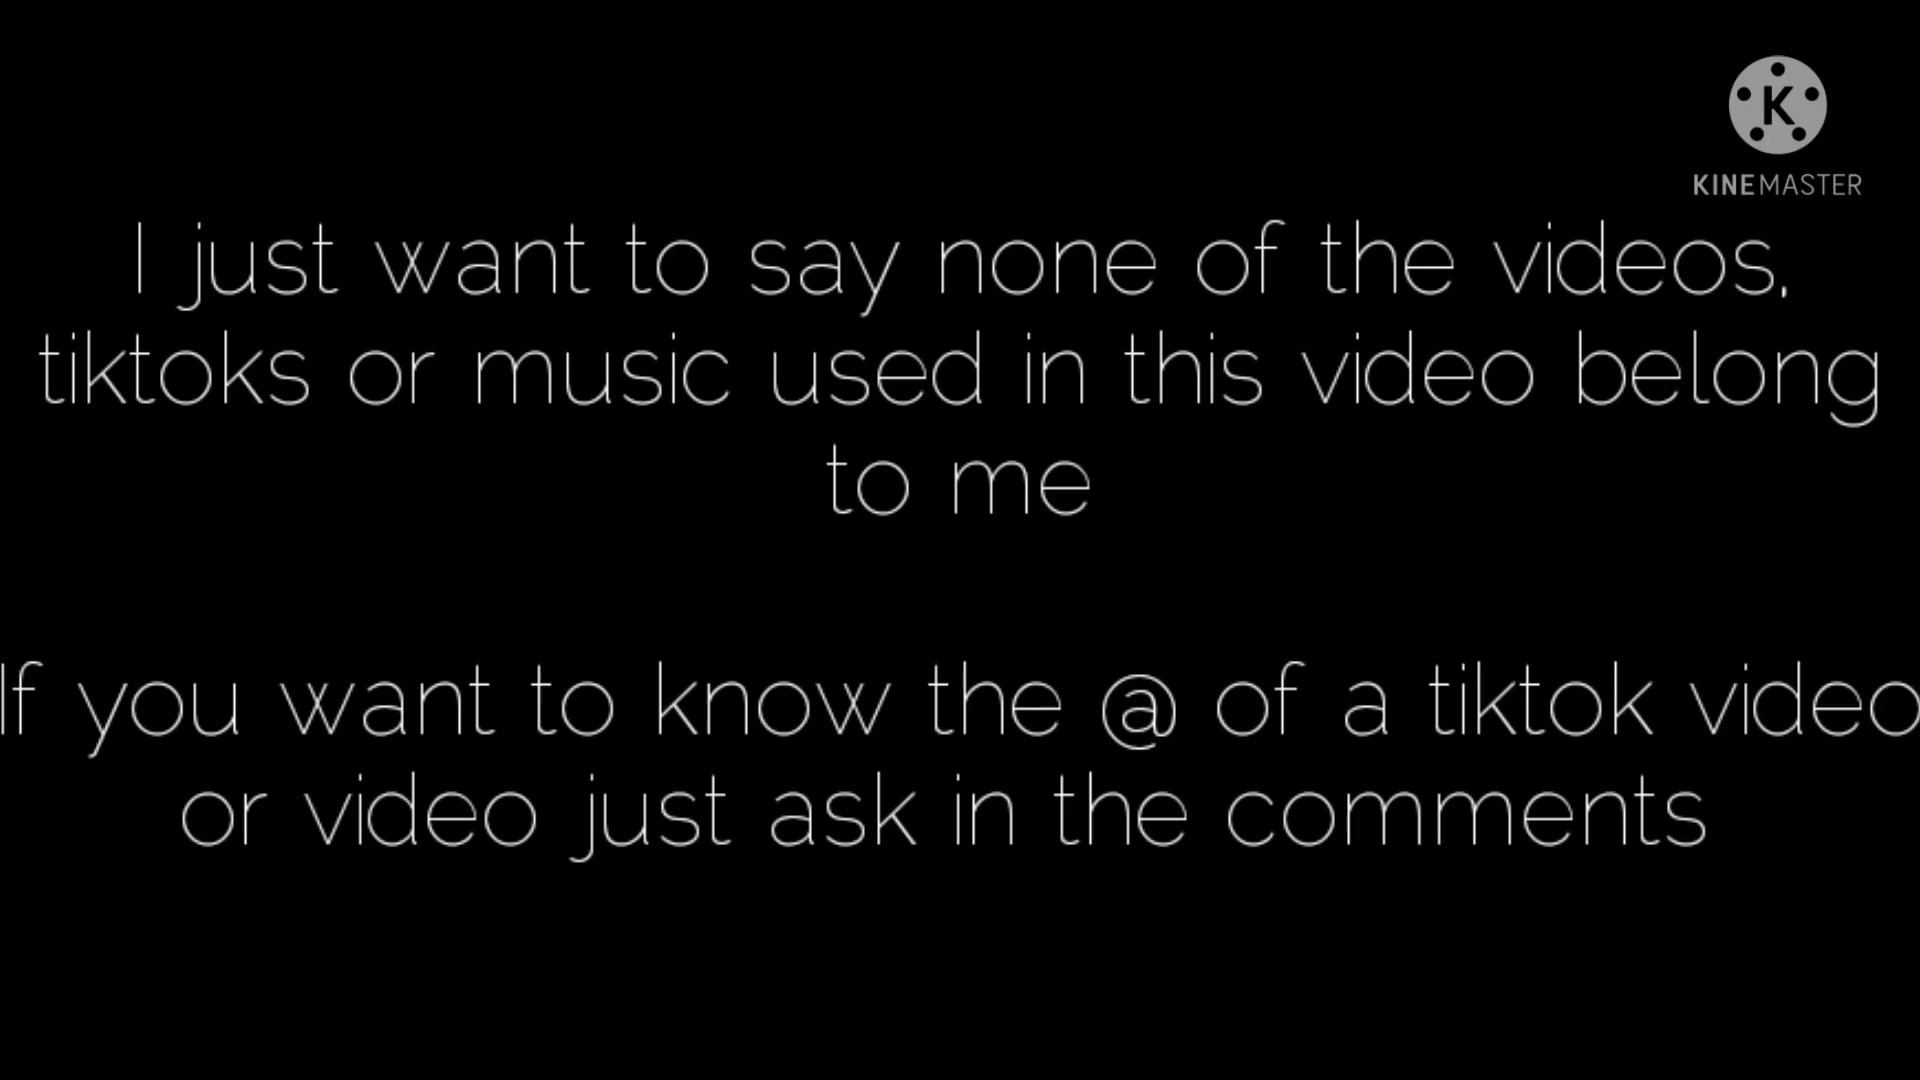 K
KINEMASTER
I just want to say none of the videos,
tiktoks or music used in this video belong
to me
If you want to know the @ of a tiktok video
or video just ask in the comments